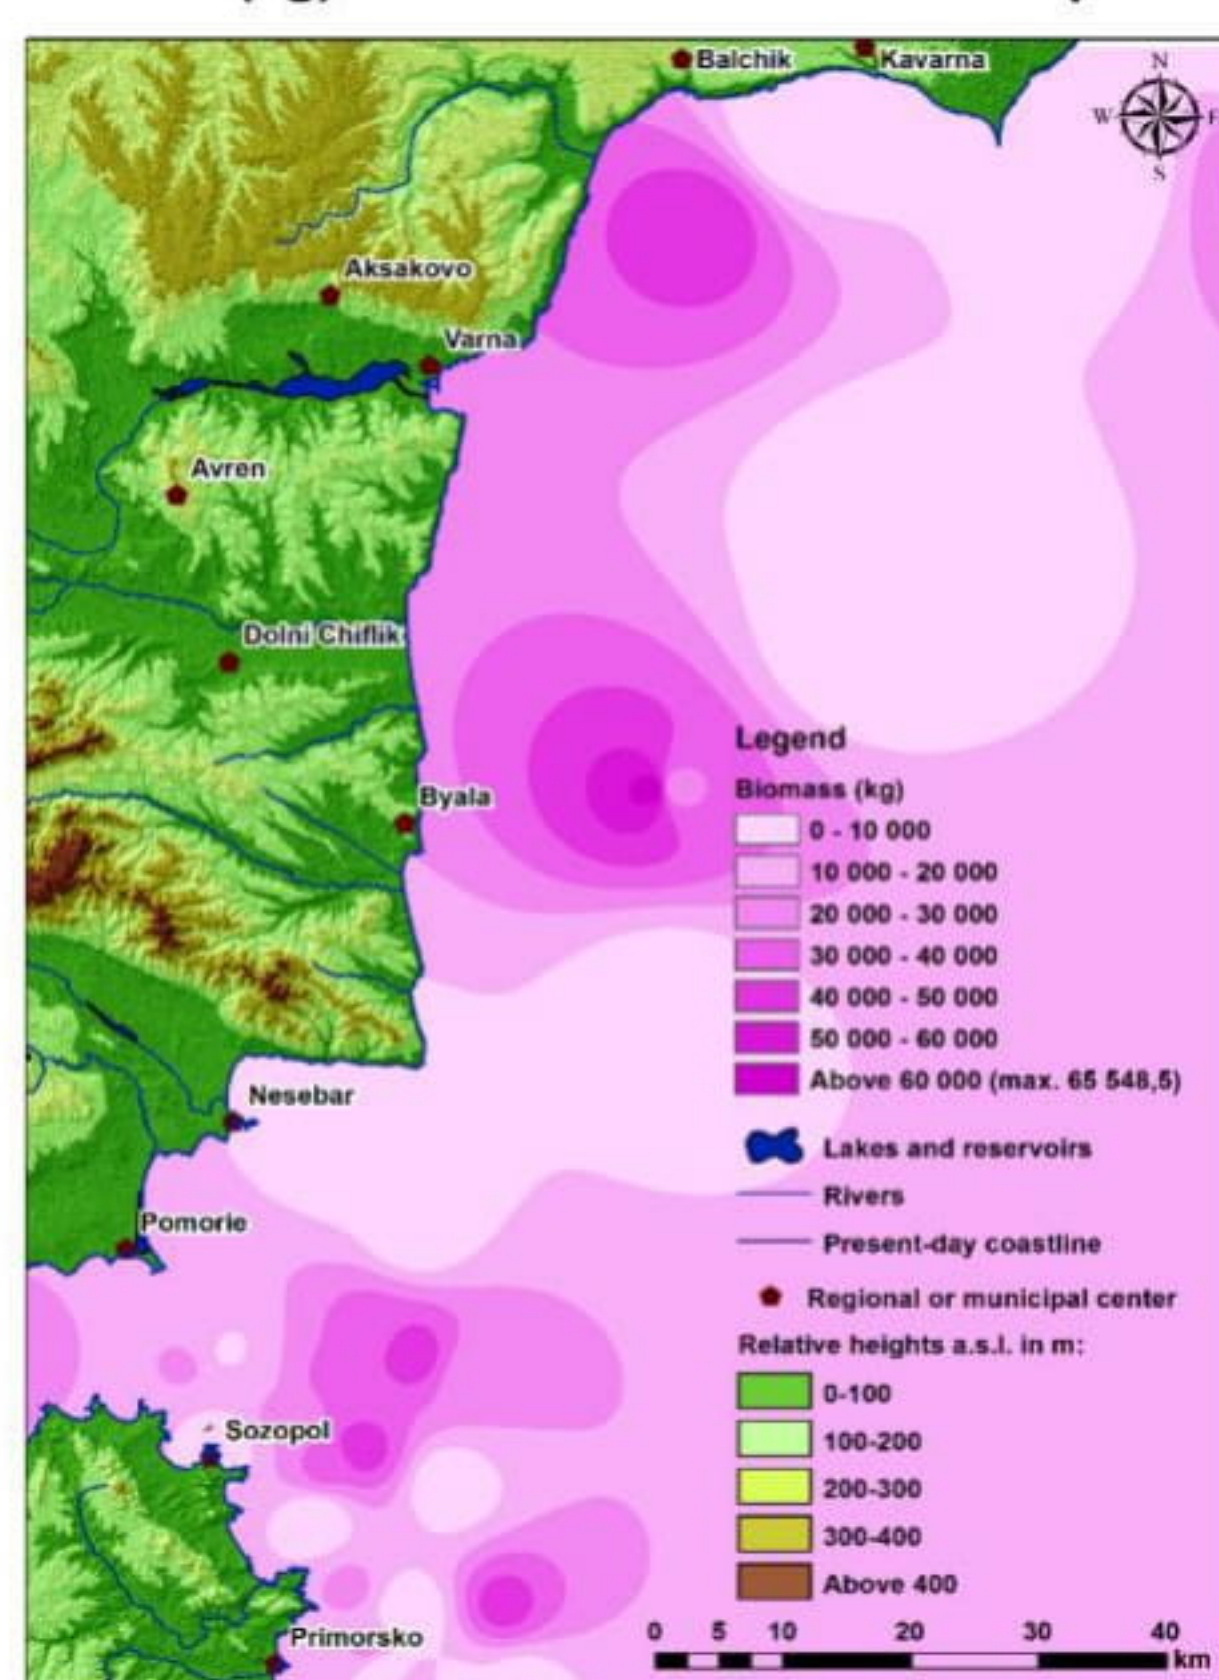 Balchik
Kavarna
N
W
S
Aksakovo
Varna
Avren
Dolni Chiflik
Byala
Nesebar
Pomorie
Sozopol
Primorsko
Legend
Biomass (kg)
0 - 10 000
10 000 - 20 000
20 000 - 30 000
30 000 - 40 000
40 000 - 50 000
50 000 - 60 000
Above 60 000 (max. 65 548,5)
Lakes and reservoirs
Rivers
Present-day coastline
Regional or municipal center
Relative heights a.s.l. in m:
0-100
100-200
200-300
300-400
Above 400
0 5 10 20 30 40
km